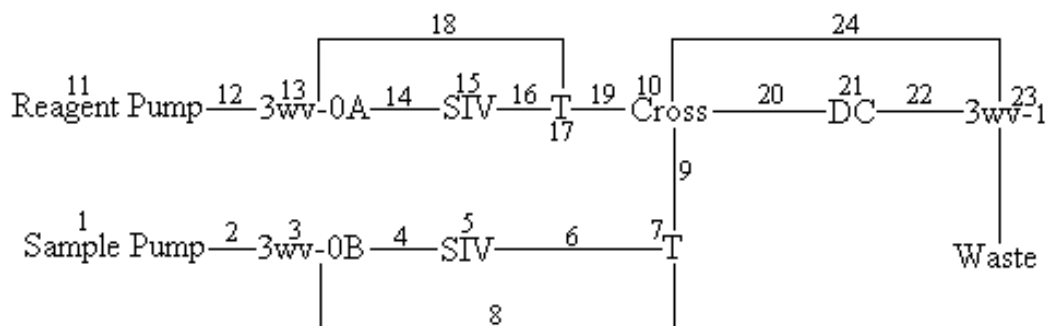 18 24
11 12 13 14 15 16 19 10 20 21 22 23
Reagent Pump 3wv-0A SIV T Cross DC 3wv-1
17
9
1 2 3 4 5 6 7
Sample Pump 3wv-0B SIV T Waste
8